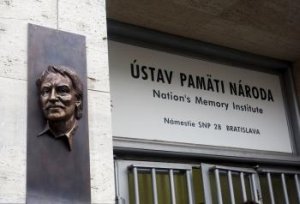 ÚSTAV PAMÄTI NÁRODA
Nation's Memory Institute
Námestie SNP 28 BRATISLAVA